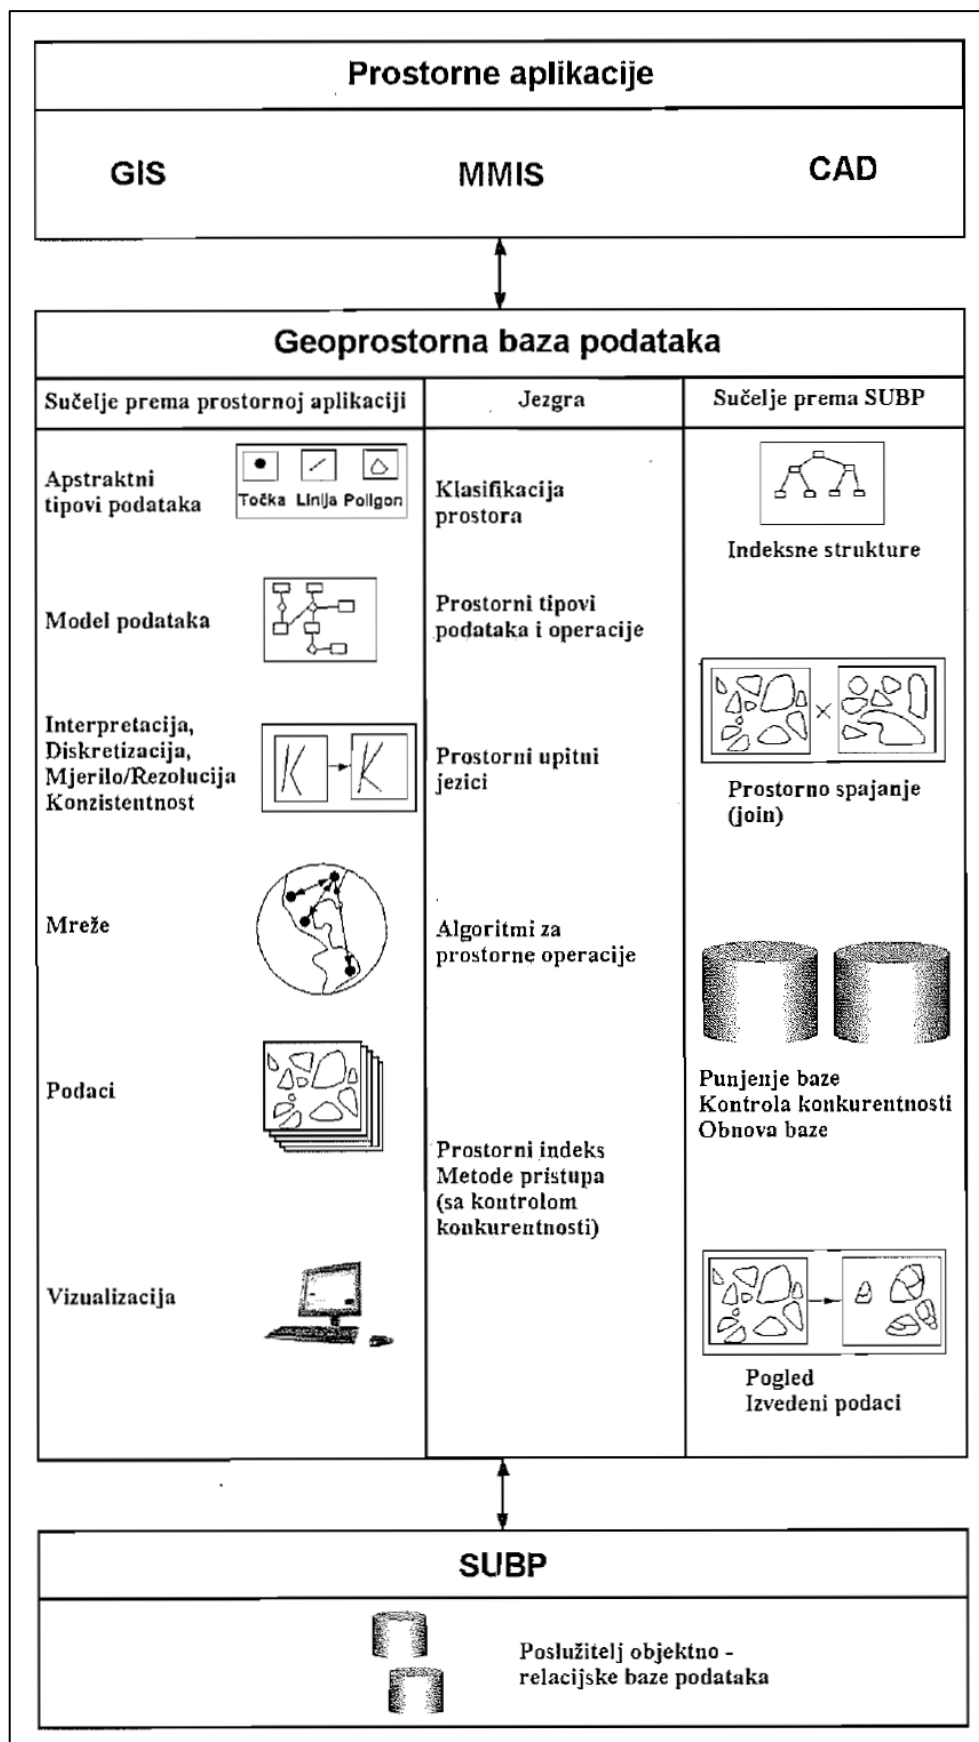 Prostorne aplikacije
GIS
MMIS
CAD
Geoprostorna baza podataka
Sučelje prema prostornoj aplikaciji
Jezgra
Sučelje prema SUBP
Apstraktni
tipovi podataka
Točka Linija Poligon
Model podataka
Interpretacija,
Diskretizacija,
Mjerilo/Rezolucija
Konzistentnost
Mreže
Podaci
Vizualizacija
Klasifikacija
prostora
Prostorni tipovi
podataka i operacije
Prostorni upitni
jezici
Algoritmi za
prostorne operacije
Prostorni indeks
Metode pristupa
(sa kontrolom
konkurentnosti)
Indeksne strukture
Prostorno spajanje
(join)
Punjenje baze
Kontrola konkurentnosti
Obnova baze
Pogled
Izvedeni podaci
SUBP
Poslužitelj objektno -
relacijske baze podataka